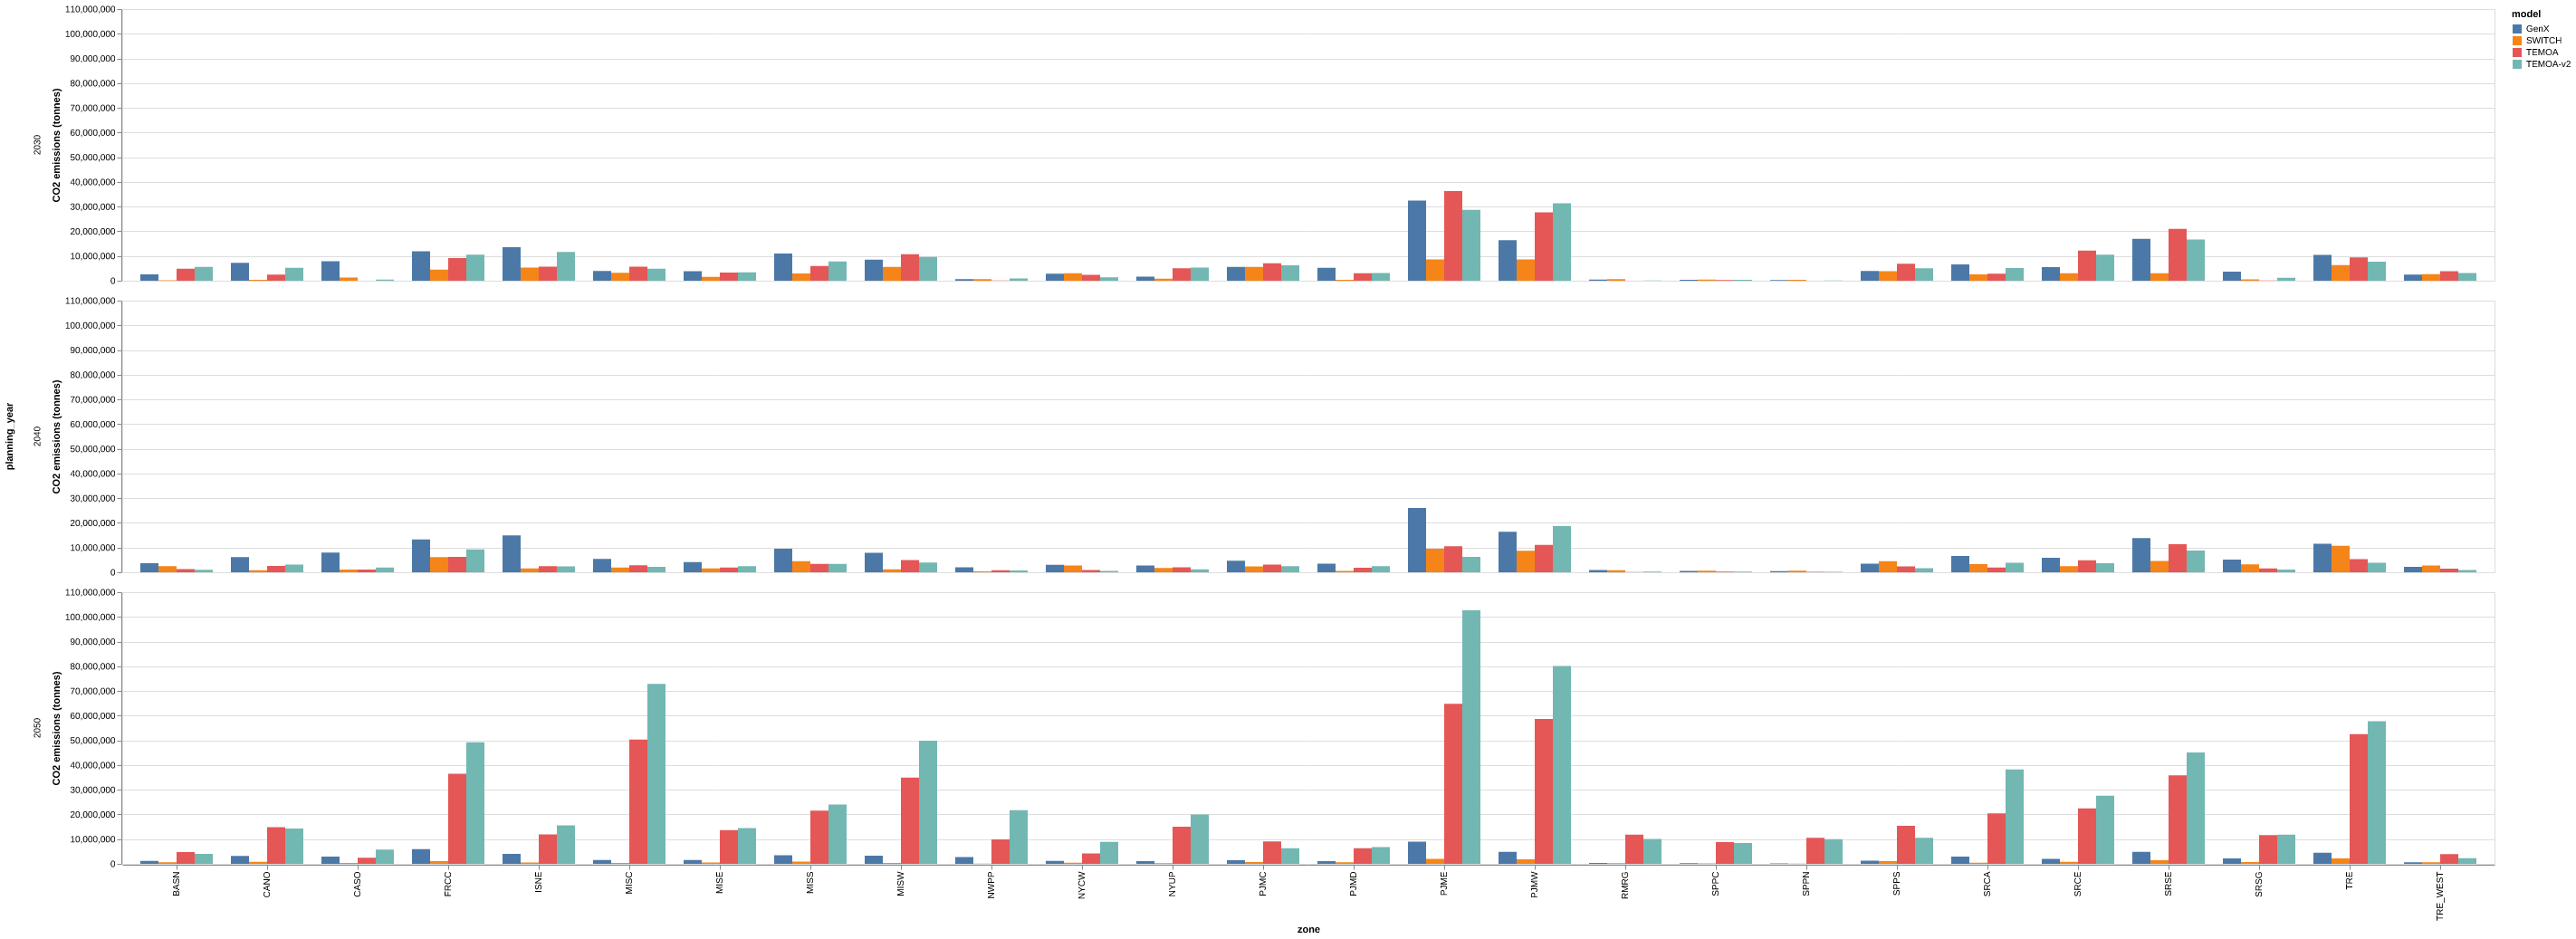 model
GenX
SWITCH
TEMOA
TEMOA-v2
planning_year
2030
CO2 emissions (tonnes)
110,000,000
100,000,000
90,000,000
80,000,000
70,000,000
60,000,000
50,000,000
40,000,000
30,000,000
20,000,000
10,000,000
0
2040
CO2 emissions (tonnes)
110,000,000
100,000,000
90,000,000
80,000,000
70,000,000
60,000,000
50,000,000
40,000,000
30,000,000
20,000,000
10,000,000
0
2050
CO2 emissions (tonnes)
110,000,000
100,000,000
90,000,000
80,000,000
70,000,000
60,000,000
50,000,000
40,000,000
30,000,000
20,000,000
10,000,000
0
BASN
CANO
CASO
FRCC
ISNE
MISC
MISE
MISS
MISW
NWPP
NYCW
NYUP
PJMC
PJMD
PJME
PJMW
RMRG
SPPC
SPPN
SPPS
SRCA
SRCE
SRSE
SRSG
TRE
TRE_WEST
zone